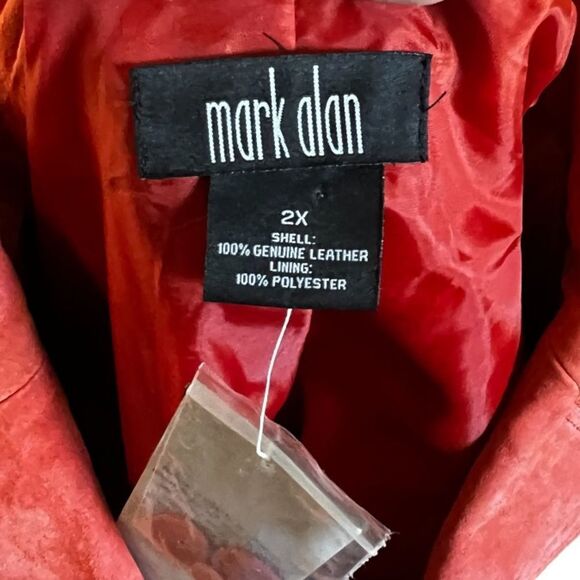 mark alan
2X
SHELL:
100% GENUINE LEATHER
LINING:
100% POLYESTER